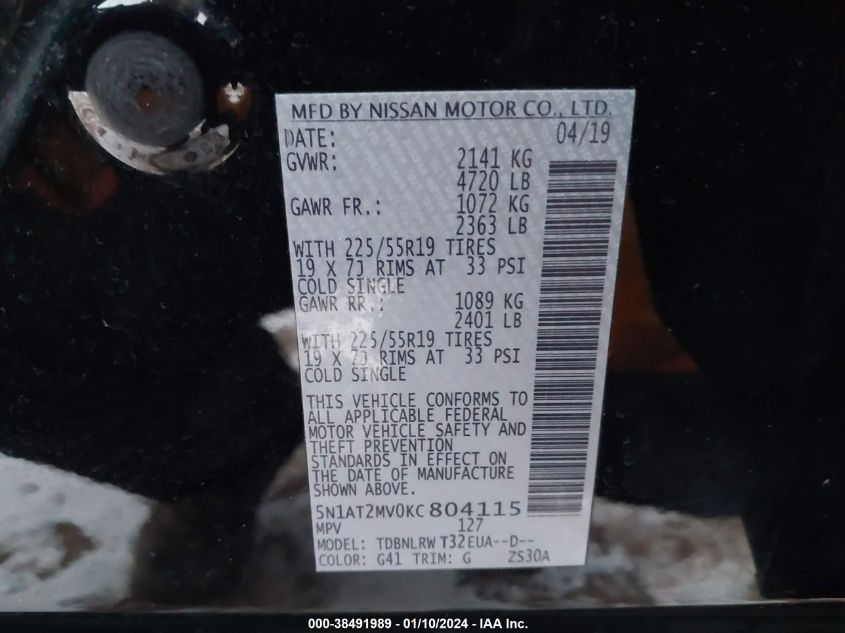 MFD BY NISSAN MOTOR CO., LTD.
DATE: 04/19
GVWR: 2141 KG
4720 LB
GAWR FR.: 1072 KG
2363 LB
WITH 225/55R19 TIRES
19 X 7J RIMS AT 33 PSI
COLD SINGLE
GAWR RR.: 1089 KG
2401 LB
WITH 225/55R19 TIRES
19 X 7J RIMS AT 33 PSI
COLD SINGLE
THIS VEHICLE CONFORMS TO
ALL APPLICABLE FEDERAL
MOTOR VEHICLE SAFETY AND
THEFT PREVENTION
STANDARDS IN EFFECT ON
THE DATE OF MANUFACTURE
SHOWN ABOVE.
5N1AT2MV0KC804115
MPV 127
MODEL: TDBNLRW T32EUA--D--
COLOR: G41 TRIM: G ZS30A
000-38491989 - 01/10/2024 - IAA Inc.